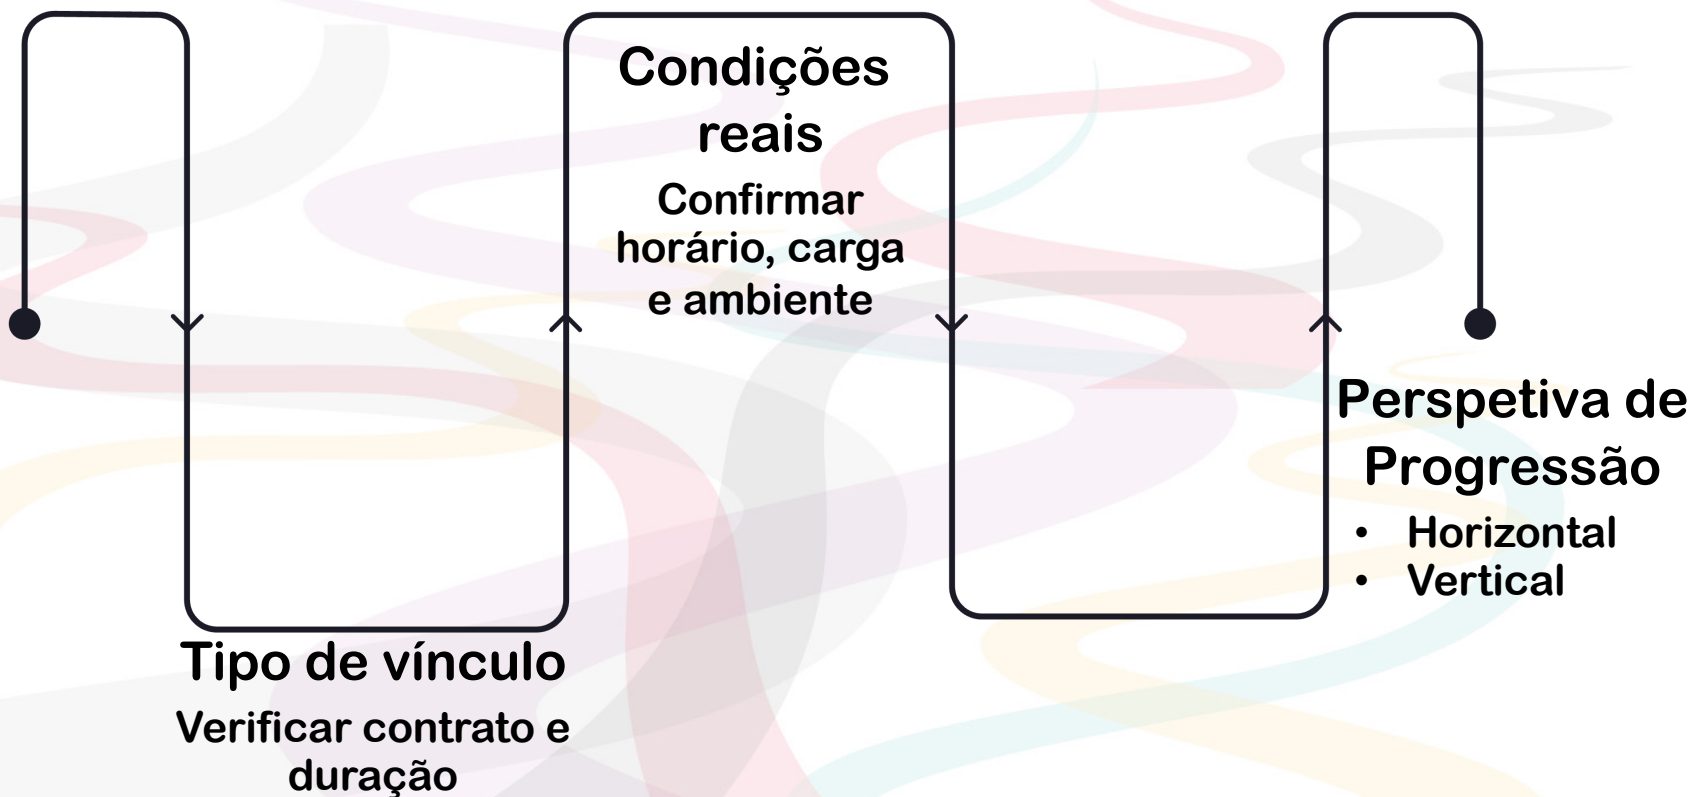 Tipo de vínculo
Verificar contrato e
duração
Condições
reais
Confirmar
horário, carga
e ambiente
Perspetiva de
Progressão
• Horizontal
• Vertical